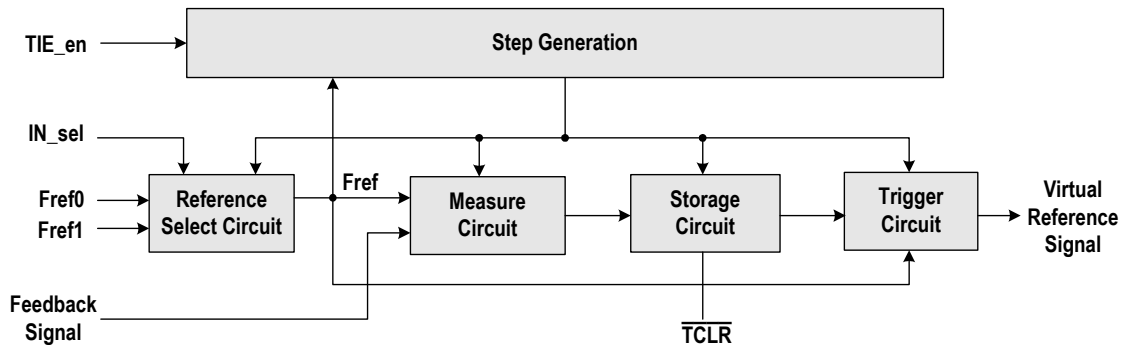 Step Generation
TIE_en
IN_sel
Fref0
Fref1
Reference
Select Circuit
Fref
Measure
Circuit
Storage
Circuit
Trigger
Circuit
Virtual
Reference
Signal
Feedback
Signal
TCLR